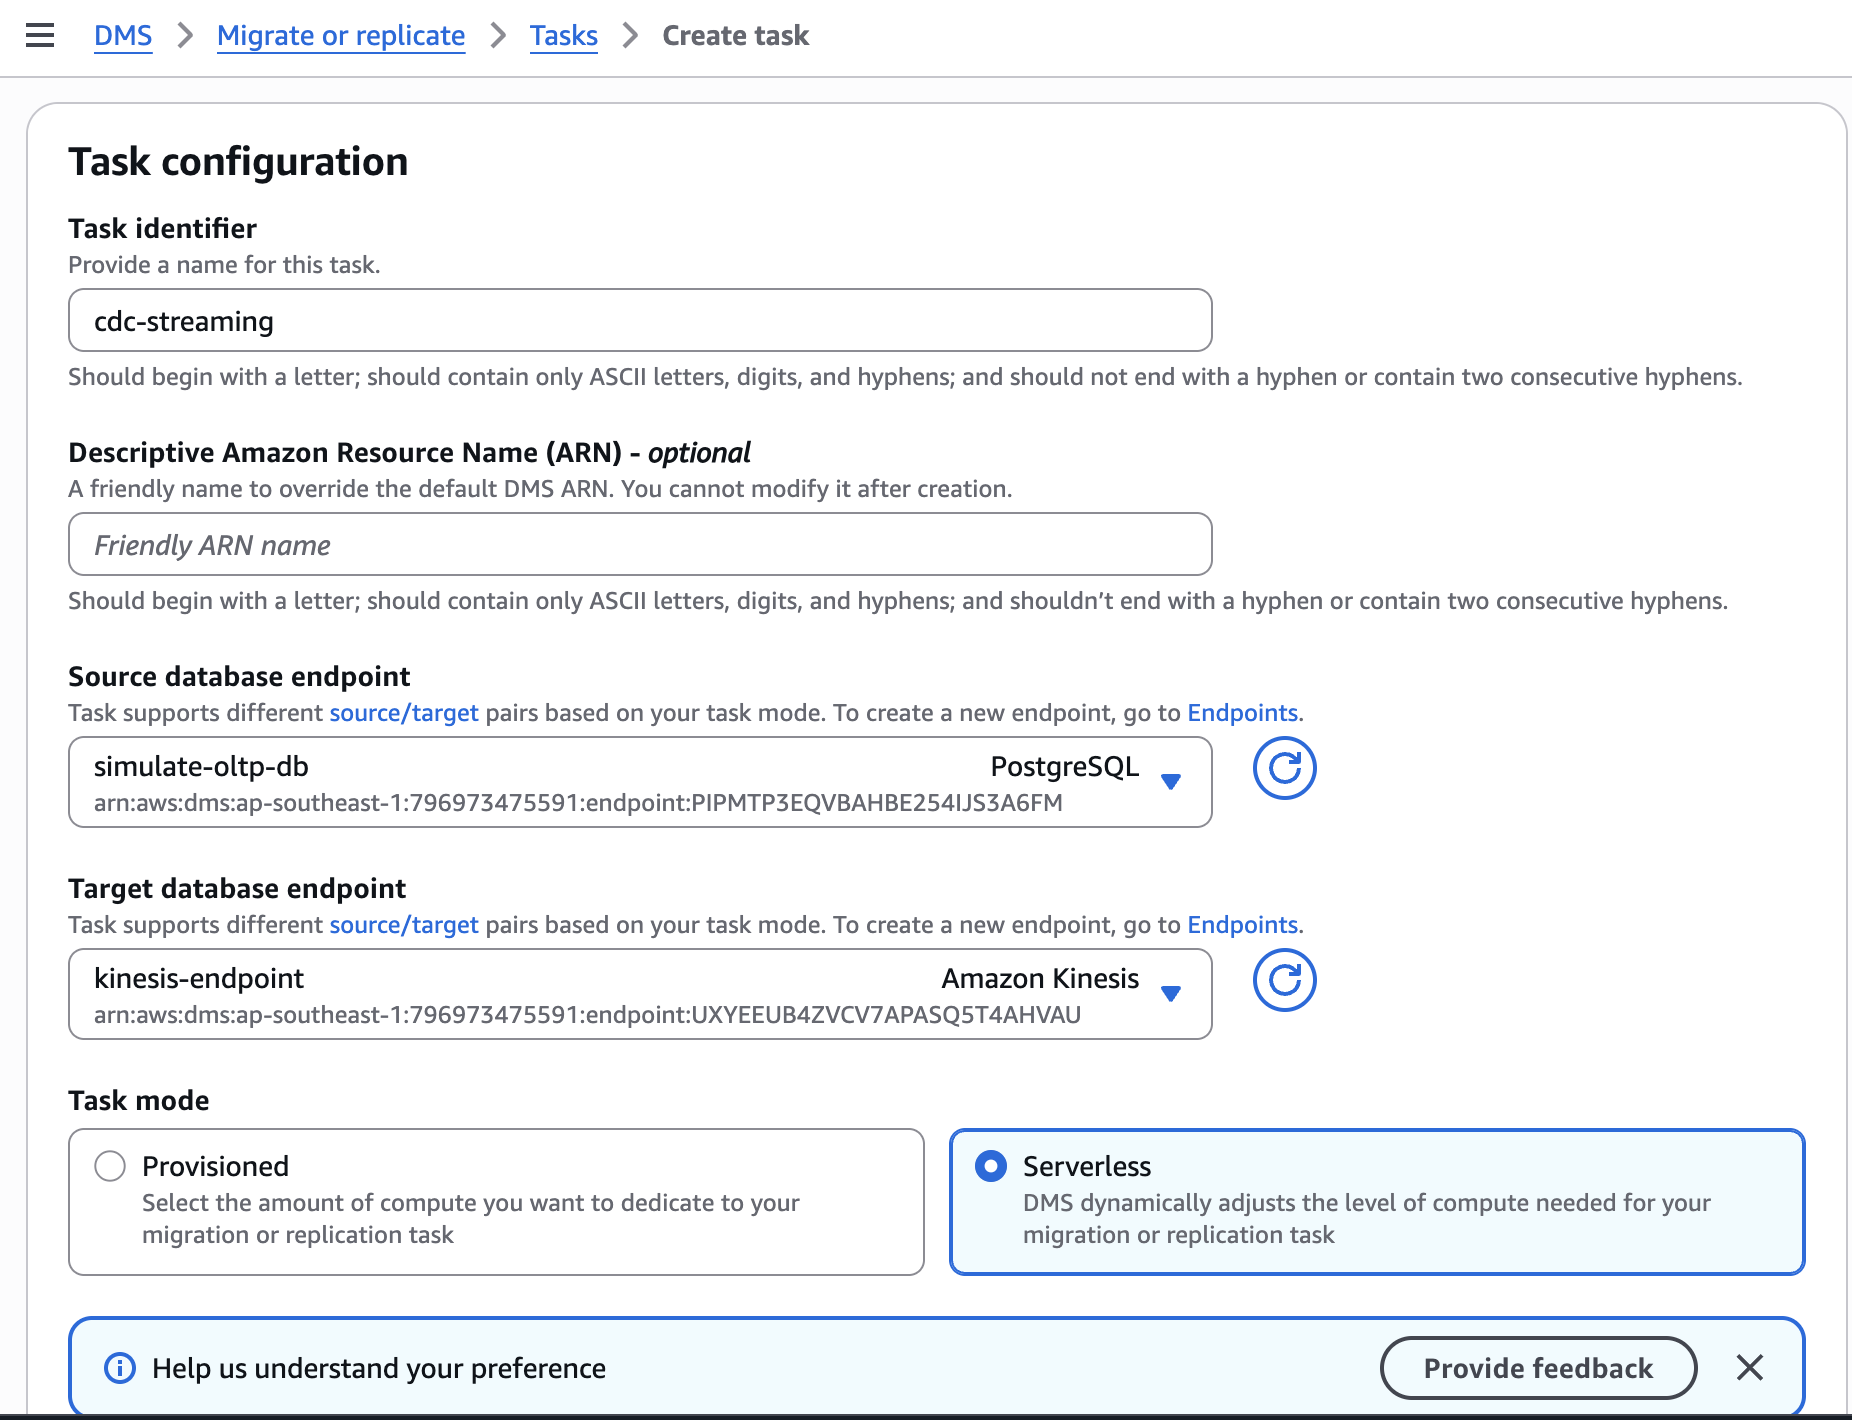 DMS > Migrate or replicate > Tasks > Create task
Task configuration
Task identifier
Provide a name for this task.
cdc-streaming
Should begin with a letter; should contain only ASCII letters, digits, and hyphens; and should not end with a hyphen or contain two consecutive hyphens.
Descriptive Amazon Resource Name (ARN) - optional
A friendly name to override the default DMS ARN. You cannot modify it after creation.
Friendly ARN name
Should begin with a letter; should contain only ASCII letters, digits, and hyphens; and shouldn’t end with a hyphen or contain two consecutive hyphens.
Source database endpoint
Task supports different source/target pairs based on your task mode. To create a new endpoint, go to Endpoints.
simulate-oltp-db PostgreSQL
arn:aws:dms:ap-southeast-1:796973475591:endpoint:PIPMTP3EQVBAHBE254IJS3A6FM
Target database endpoint
Task supports different source/target pairs based on your task mode. To create a new endpoint, go to Endpoints.
kinesis-endpoint Amazon Kinesis
arn:aws:dms:ap-southeast-1:796973475591:endpoint:UXYEEUB4ZVCV7APASQ5T4AHVAU
Task mode
Provisioned
Select the amount of compute you want to dedicate to your
migration or replication task
Serverless
DMS dynamically adjusts the level of compute needed for your
migration or replication task
Help us understand your preference
Provide feedback